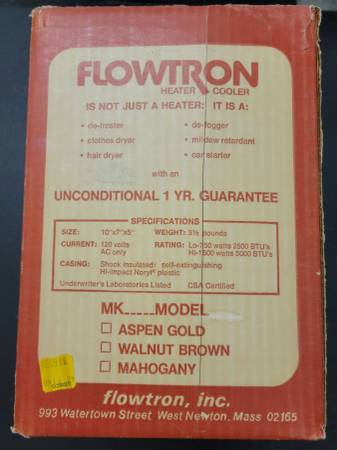 FLOWTRON
HEATER COOLER
IS NOT JUST A HEATER: IT IS A:
• de-froster • de-fogger
• clothes dryer • mildew retardant
• hair dryer • car starter
with an
UNCONDITIONAL 1 YR. GUARANTEE
SPECIFICATIONS
SIZE: 10"x7"x5" WEIGHT: 3½ pounds
CURRENT: 120 volts RATING: Lo-750 watts 2500 BTU's
AC only Hi-1500 watts 5000 BTU's
CASING: Shock insulated: self-extinguishing
Hi-impact Noryl® plastic
Underwriter's Laboratories Listed CSA Certified
MK_____MODEL
ASPEN GOLD
WALNUT BROWN
MAHOGANY
flowtron, inc.
993 Watertown Street West Newton, Mass 02165